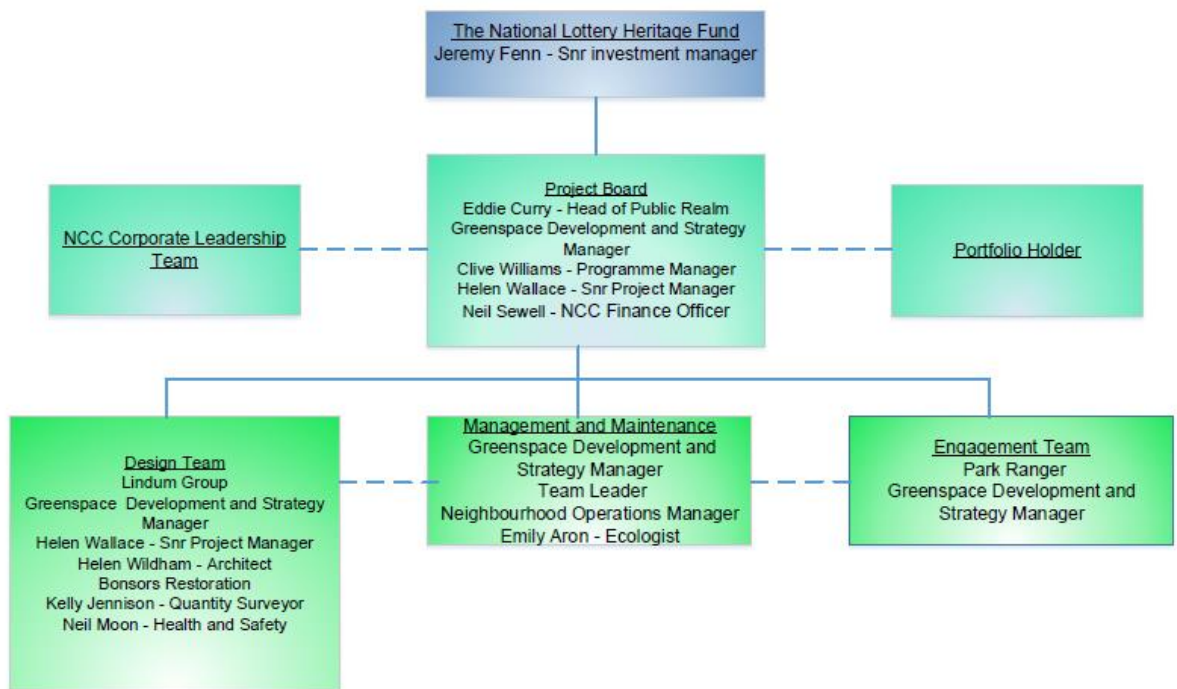 The National Lottery Heritage Fund
Jeremy Fenn - Snr investment manager
Project Board
Eddie Curry - Head of Public Realm
Greenspace Development and Strategy
Manager
Clive Williams - Programme Manager
Helen Wallace - Snr Project Manager
Neil Sewell - NCC Finance Officer
NCC Corporate Leadership
Team
Portfolio Holder
Design Team
Lindum Group
Greenspace Development and Strategy
Manager
Helen Wallace - Snr Project Manager
Helen Wildham - Architect
Bonsors Restoration
Kelly Jennison - Quantity Surveyor
Neil Moon - Health and Safety
Management and Maintenance
Greenspace Development and
Strategy Manager
Team Leader
Neighbourhood Operations Manager
Emily Aron - Ecologist
Engagement Team
Park Ranger
Greenspace Development and
Strategy Manager